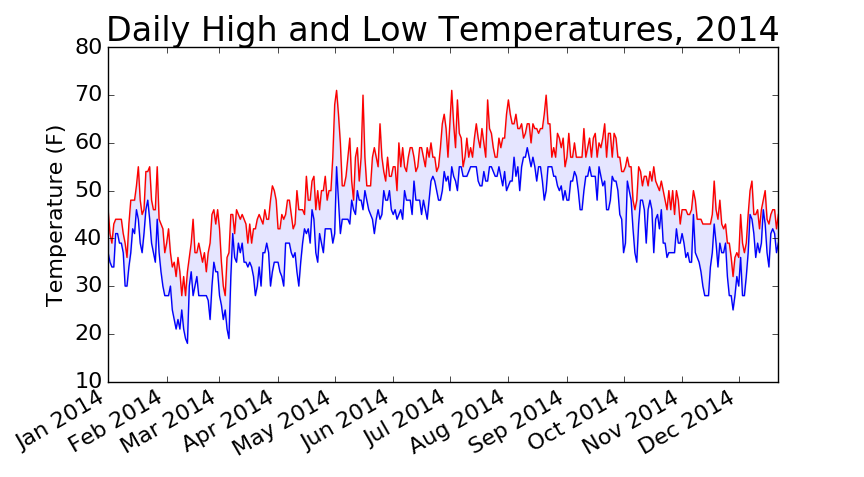 Daily High and Low Temperatures, 2014
Temperature (F)
80
70
60
50
40
30
20
10
Jan 2014
Feb 2014
Mar 2014
Apr 2014
May 2014
Jun 2014
Jul 2014
Aug 2014
Sep 2014
Oct 2014
Nov 2014
Dec 2014